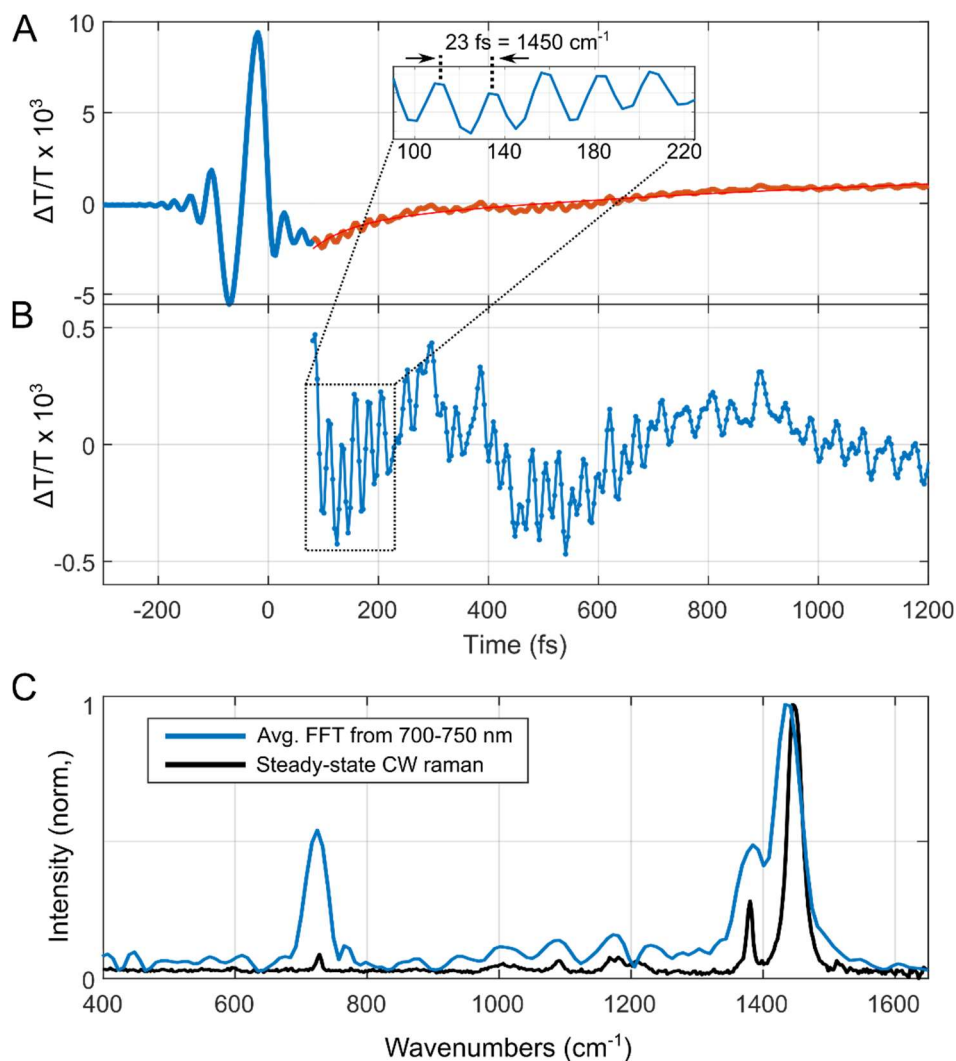 A
23 fs = 1450 cm⁻¹
10
5
0
-5
ΔT/T x 10³
100 140 180 220
B
0.5
0
-0.5
ΔT/T x 10³
-200 0 200 400 600 800 1000 1200
Time (fs)
C
1
0
Intensity (norm,)
Avg. FFT from 700-750 nm
Steady-state CW raman
400 600 800 1000 1200 1400 1600
Wavenumbers (cm⁻¹)